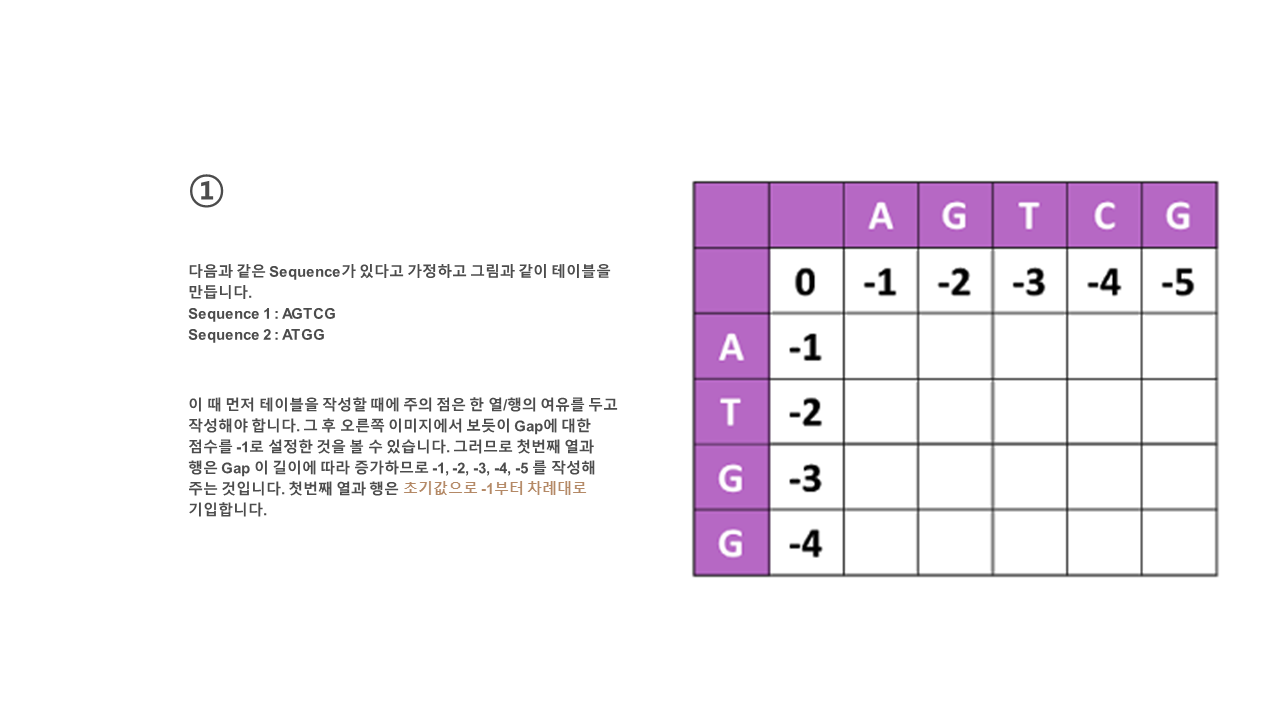 ①
다음과 같은 Sequence가 있다고 가정하고 그림과 같이 테이블을
만듭니다.
Sequence 1 : AGTCG
Sequence 2 : ATGG
이 때 먼저 테이블을 작성할 때에 주의 점은 한 열/행의 여유를 두고
작성해야 합니다. 그 후 오른쪽 이미지에서 보듯이 Gap에 대한
점수를 -1로 설정한 것을 볼 수 있습니다. 그러므로 첫번째 열과
행은 Gap 이 길이에 따라 증가하므로 -1, -2, -3, -4, -5 를 작성해
주는 것입니다. 첫번째 열과 행은 초기값으로 -1부터 차례대로
기입합니다.
A G T C G
0 -1 -2 -3 -4 -5
A -1
T -2
G -3
G -4